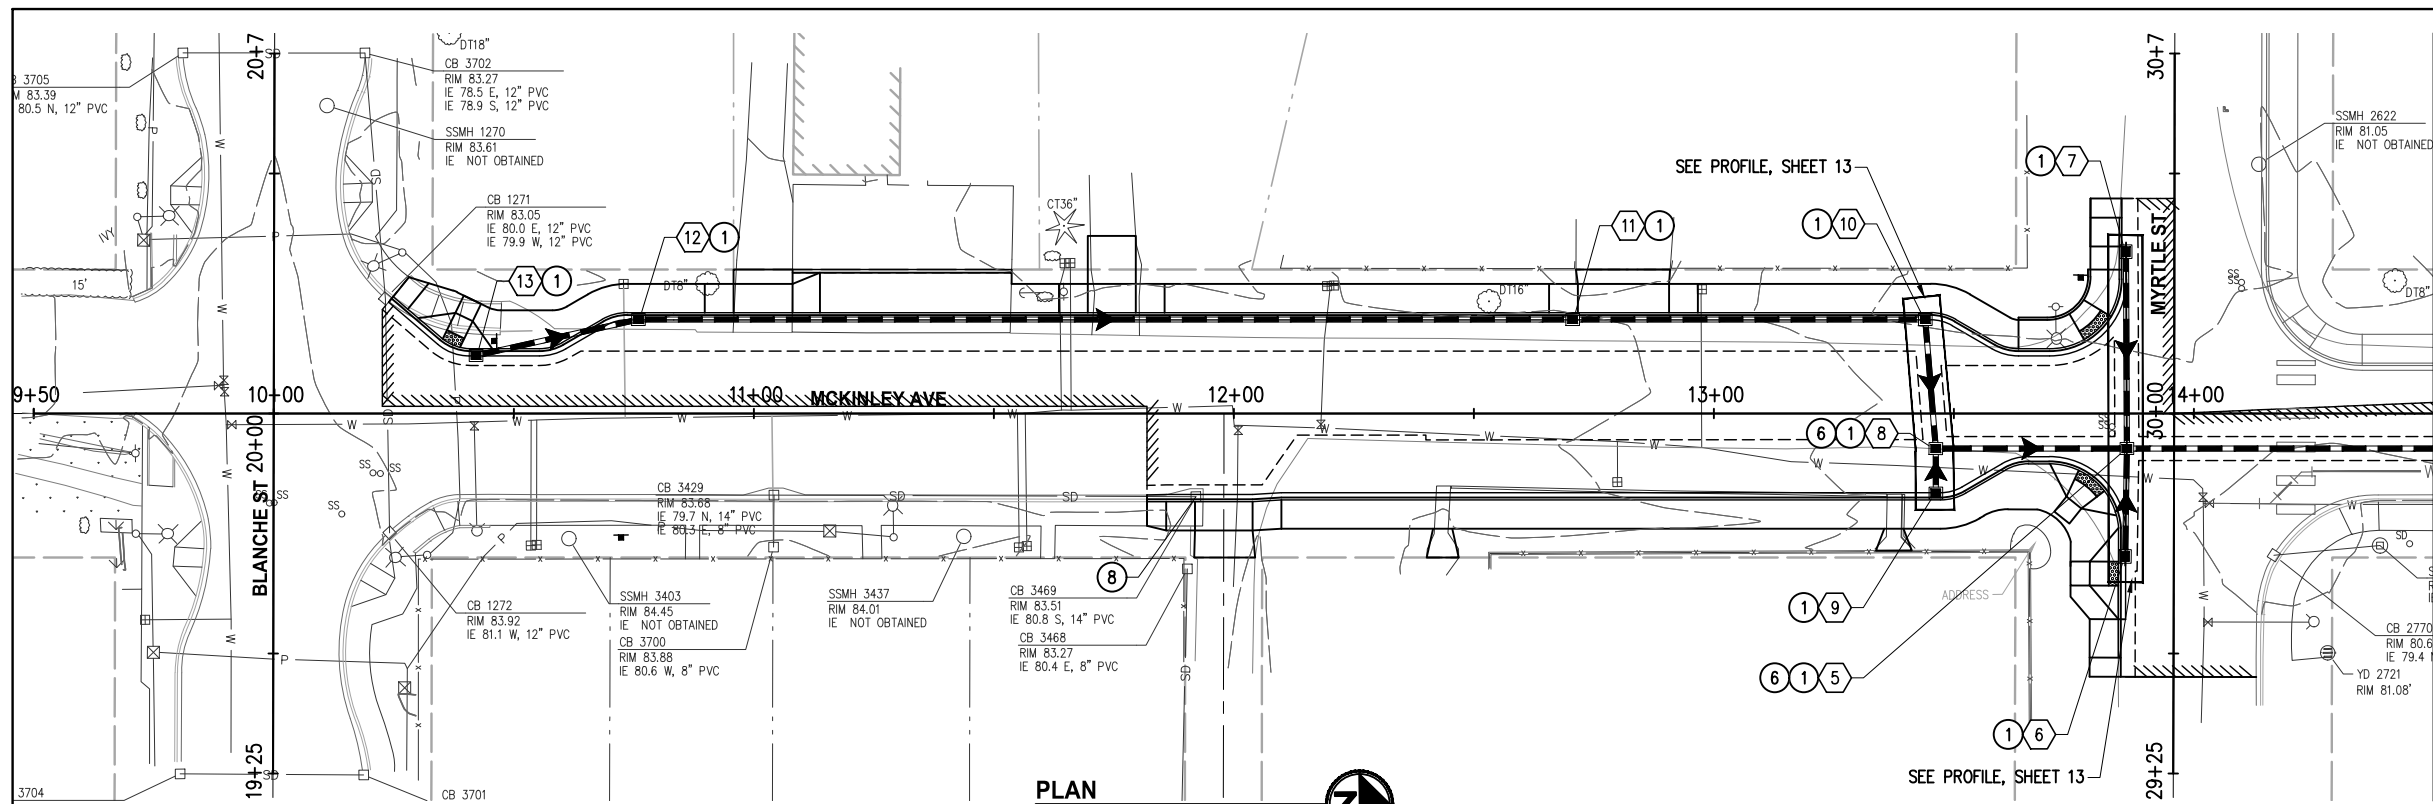 20+7
DT18"
CB 3702
RIM 83.27
IE 78.5 E, 12" PVC
IE 78.9 S, 12" PVC
3705
M 83.39
80.5 N, 12" PVC
SSMH 1270
RIM 83.61
IE NOT OBTAINED
CB 1271
RIM 83.05
IE 80.0 E, 12" PVC
IE 79.9 W, 12" PVC
30+7
SSMH 2622
RIM 81.05
IE NOT OBTAINED
SEE PROFILE, SHEET 13
1 7
CT36"
12 1
11 1
1 10
IVY
15'
13 1
DT8"
DT16"
MYRTLE ST
DT8"
9+50
10+00
11+00
MCKINLEY AVE
12+00
13+00
30+00
14+00
BLANCHE ST 20+00
6 1 8
SS
SD
W
P
CB 3429
RIM 83.68
IE 79.7 N, 14" PVC
IE 80.3 E, 8" PVC
SD
SD
8
CB 1272
RIM 83.92
IE 81.1 W, 12" PVC
SSMH 3403
RIM 84.45
IE NOT OBTAINED
CB 3700
RIM 83.88
IE 80.6 W, 8" PVC
SSMH 3437
RIM 84.01
IE NOT OBTAINED
CB 3469
RIM 83.51
IE 80.8 S, 14" PVC
CB 3468
RIM 83.27
IE 80.4 E, 8" PVC
ADDRESS
1 9
6 1 5
CB 2770
RIM 80.6
IE 79.4
YD 2721
RIM 81.08'
1 6
SEE PROFILE, SHEET 13
29+25
19+25
3704
CB 3701
PLAN
Z